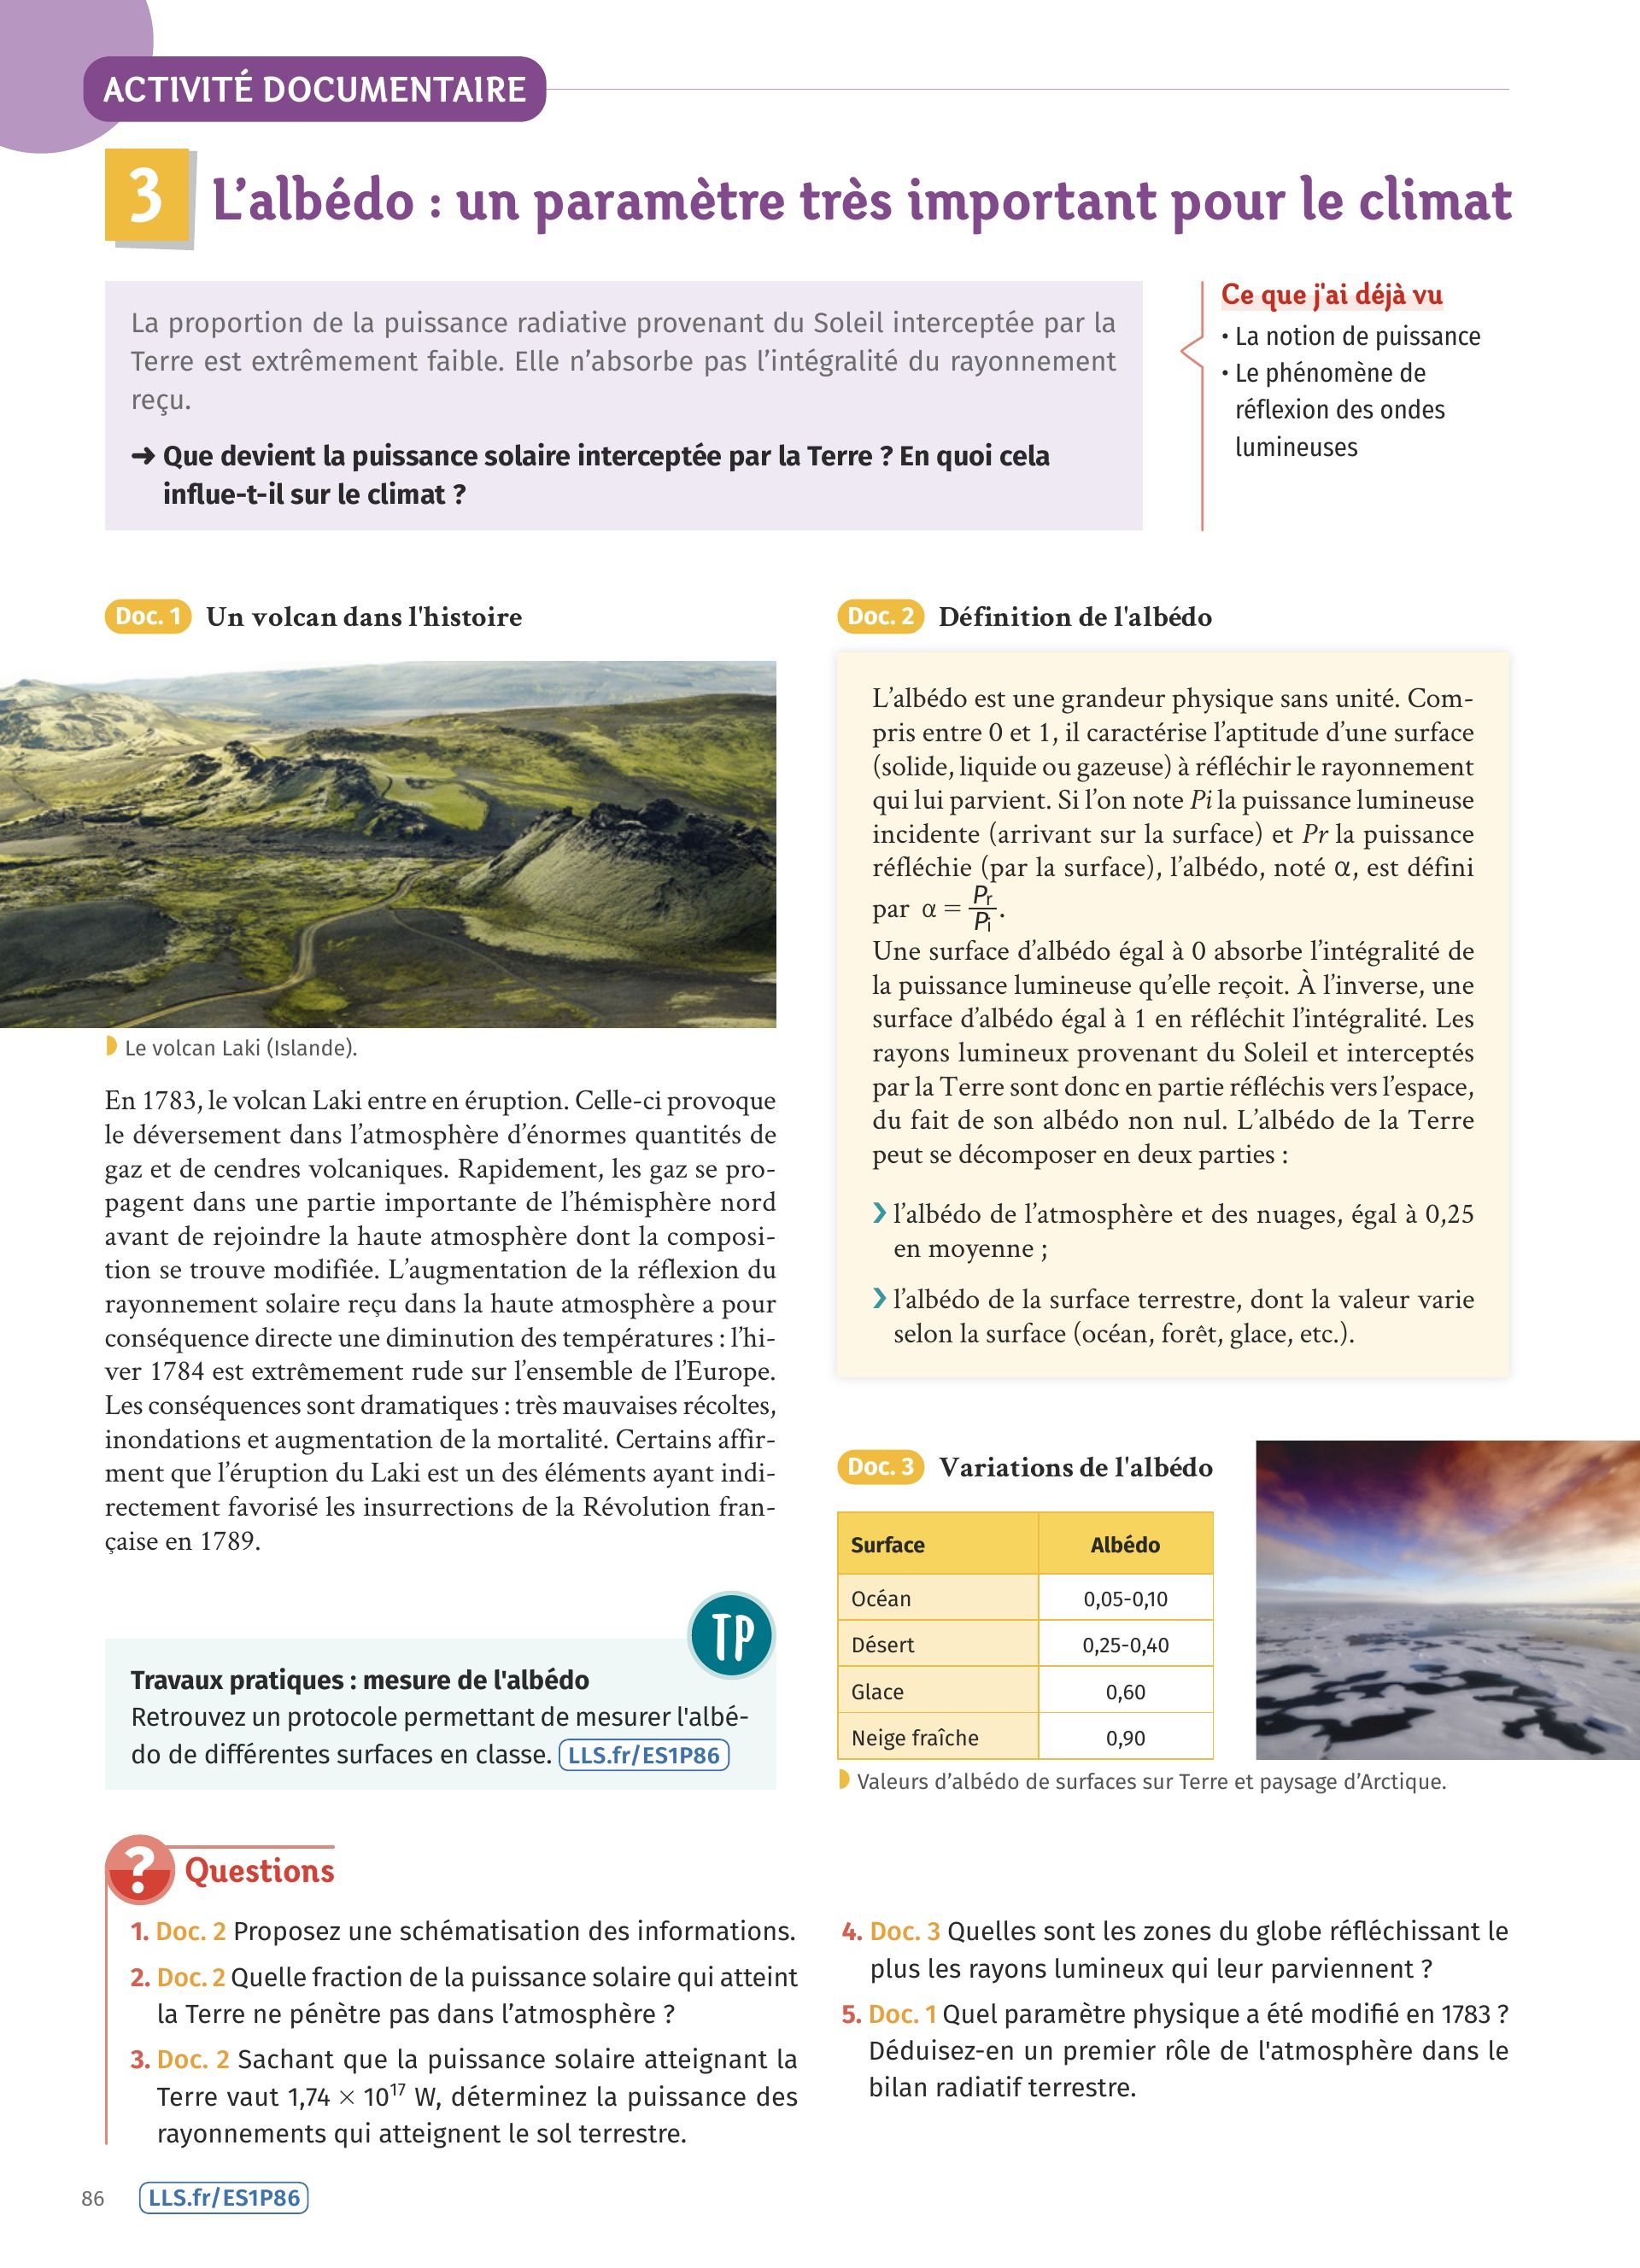 ACTIVITÉ DOCUMENTAIRE
3 L’albédo : un paramètre très important pour le climat
La proportion de la puissance radiative provenant du Soleil interceptée par la
Terre est extrêmement faible. Elle n’absorbe pas l’intégralité du rayonnement
reçu.
➜ Que devient la puissance solaire interceptée par la Terre ? En quoi cela
influe-t-il sur le climat ?
Ce que j'ai déjà vu
• La notion de puissance
• Le phénomène de
réflexion des ondes
lumineuses
Doc. 1 Un volcan dans l'histoire
Le volcan Laki (Islande).
En 1783, le volcan Laki entre en éruption. Celle-ci provoque
le déversement dans l’atmosphère d’énormes quantités de
gaz et de cendres volcaniques. Rapidement, les gaz se pro-
pagent dans une partie importante de l’hémisphère nord
avant de rejoindre la haute atmosphère dont la composi-
tion se trouve modifiée. L’augmentation de la réflexion du
rayonnement solaire reçu dans la haute atmosphère a pour
conséquence directe une diminution des températures : l’hi-
ver 1784 est extrêmement rude sur l’ensemble de l’Europe.
Les conséquences sont dramatiques : très mauvaises récoltes,
inondations et augmentation de la mortalité. Certains affir-
ment que l’éruption du Laki est un des éléments ayant indi-
rectement favorisé les insurrections de la Révolution fran-
çaise en 1789.
TP
Travaux pratiques : mesure de l'albédo
Retrouvez un protocole permettant de mesurer l'albé-
do de différentes surfaces en classe. LLS.fr/ES1P86
Doc. 2 Définition de l'albédo
L’albédo est une grandeur physique sans unité. Com-
pris entre 0 et 1, il caractérise l’aptitude d’une surface
(solide, liquide ou gazeuse) à réfléchir le rayonnement
qui lui parvient. Si l’on note Pi la puissance lumineuse
incidente (arrivant sur la surface) et Pr la puissance
réfléchie (par la surface), l’albédo, noté α, est défini
par α = Pr/Pi.
Une surface d’albédo égal à 0 absorbe l’intégralité de
la puissance lumineuse qu’elle reçoit. À l’inverse, une
surface d’albédo égal à 1 en réfléchit l’intégralité. Les
rayons lumineux provenant du Soleil et interceptés
par la Terre sont donc en partie réfléchis vers l’espace,
du fait de son albédo non nul. L’albédo de la Terre
peut se décomposer en deux parties :
❯ l’albédo de l’atmosphère et des nuages, égal à 0,25
en moyenne ;
❯ l’albédo de la surface terrestre, dont la valeur varie
selon la surface (océan, forêt, glace, etc.).
Doc. 3 Variations de l'albédo
Surface Albédo
Océan 0,05-0,10
Désert 0,25-0,40
Glace 0,60
Neige fraîche 0,90
Valeurs d’albédo de surfaces sur Terre et paysage d’Arctique.
? Questions
1. Doc. 2 Proposez une schématisation des informations.
2. Doc. 2 Quelle fraction de la puissance solaire qui atteint
la Terre ne pénètre pas dans l’atmosphère ?
3. Doc. 2 Sachant que la puissance solaire atteignant la
Terre vaut 1,74 × 10¹⁷ W, déterminez la puissance des
rayonnements qui atteignent le sol terrestre.
4. Doc. 3 Quelles sont les zones du globe réfléchissant le
plus les rayons lumineux qui leur parviennent ?
5. Doc. 1 Quel paramètre physique a été modifié en 1783 ?
Déduisez-en un premier rôle de l'atmosphère dans le
bilan radiatif terrestre.
86 LLS.fr/ES1P86